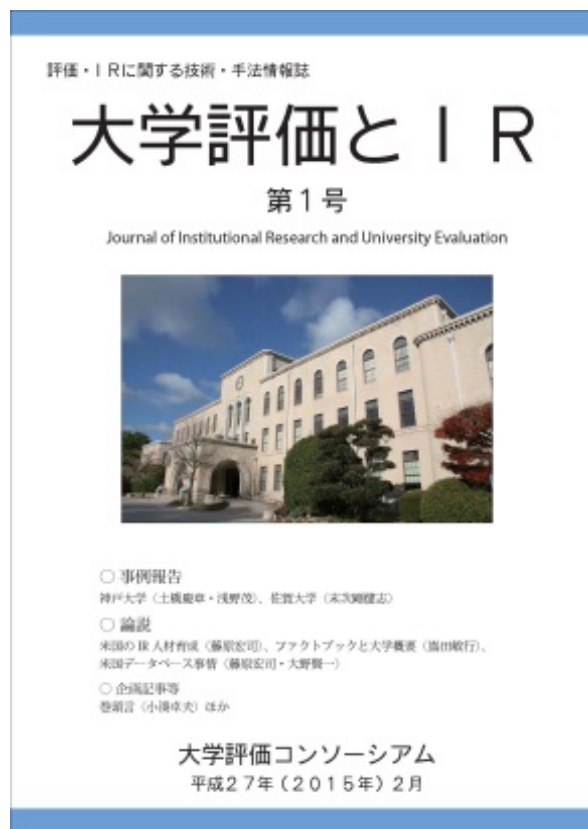 評価・ＩＲに関する技術・手法情報誌
大学評価とＩＲ
第１号
Journal of Institutional Research and University Evaluation
○ 事例報告
神戸大学（土橋慶章・浅野茂）、佐賀大学（末次剛健志）
○ 論説
米国の IR 人材育成（藤原宏司）、ファクトブックと大学概要（嶌田敏行）、
米国データベース事情（藤原宏司・大野賢一）
○ 企画記事等
巻頭言（小湊卓夫）ほか
大学評価コンソーシアム
平成２７年（２０１５年）２月